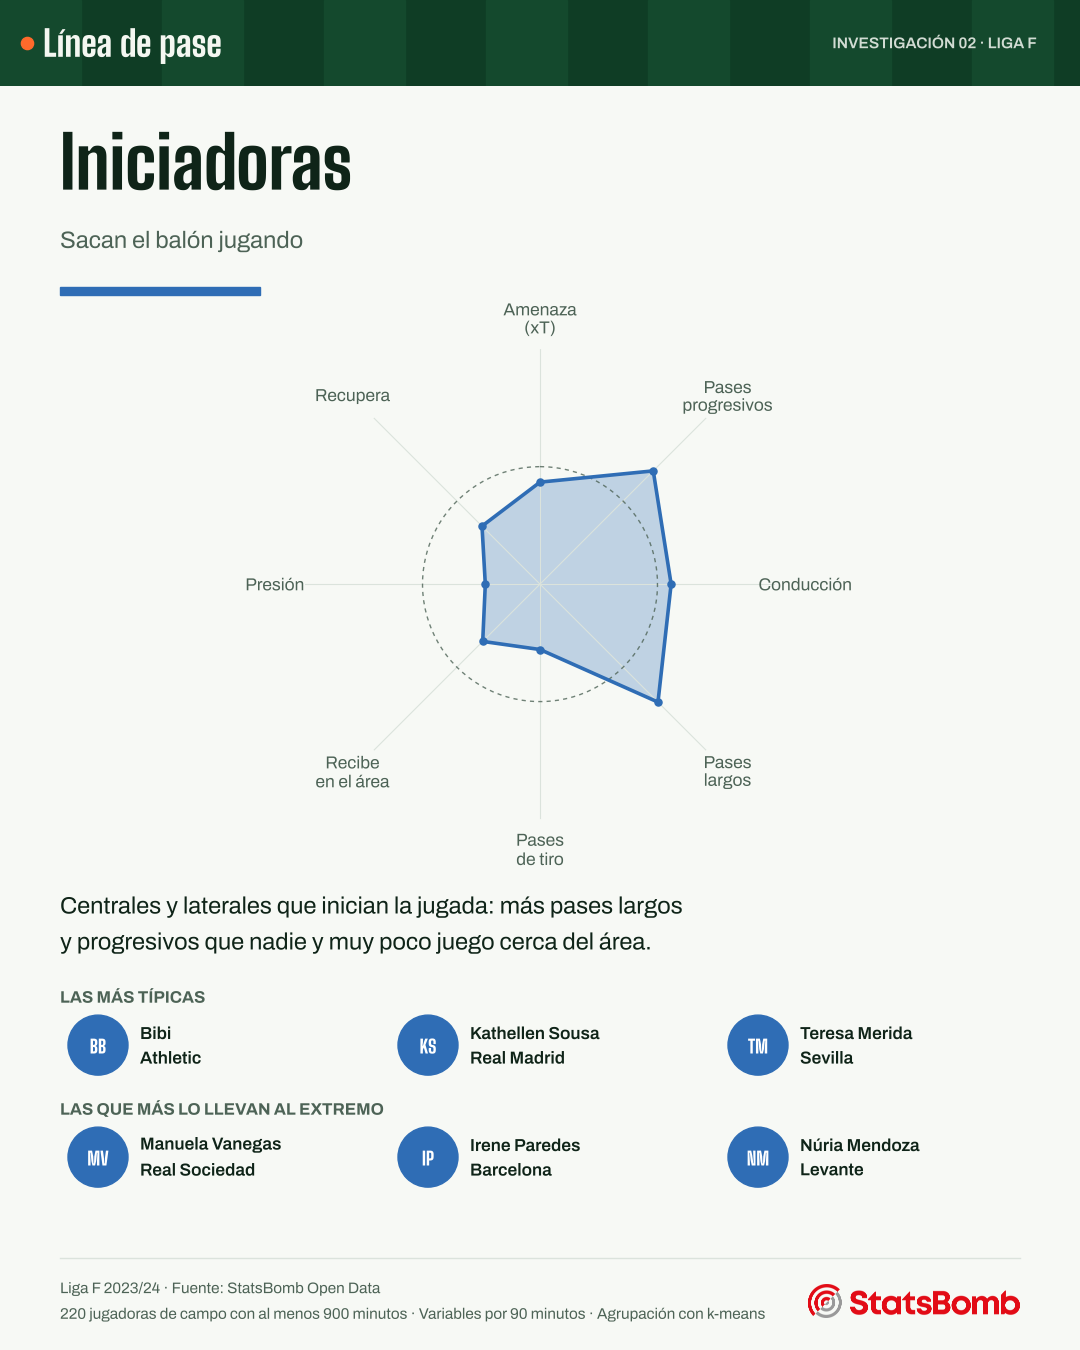 Línea de pase
INVESTIGACIÓN 02 · LIGA F
Iniciadoras
Sacan el balón jugando
Amenaza
(xT)
Recupera
Pases
progresivos
Presión
Conducción
Recibe
en el área
Pases
largos
Pases
de tiro
Centrales y laterales que inician la jugada: más pases largos
y progresivos que nadie y muy poco juego cerca del área.
LAS MÁS TÍPICAS
BB
Bibi
Athletic
KS
Kathellen Sousa
Real Madrid
TM
Teresa Merida
Sevilla
LAS QUE MÁS LO LLEVAN AL EXTREMO
MV
Manuela Vanegas
Real Sociedad
IP
Irene Paredes
Barcelona
NM
Núria Mendoza
Levante
Liga F 2023/24 · Fuente: StatsBomb Open Data
220 jugadoras de campo con al menos 900 minutos · Variables por 90 minutos · Agrupación con k-means
StatsBomb